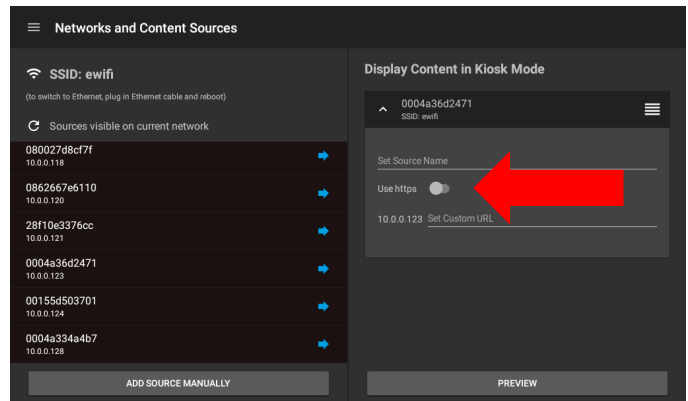 Networks and Content Sources
SSID: ewifi
(to switch to Ethernet, plug in Ethernet cable and reboot)
Sources visible on current network
080027d8cf7f
10.0.0.118
0862667e6110
10.0.0.120
28f10e3376cc
10.0.0.121
0004a36d2471
10.0.0.123
00155d503701
10.0.0.124
0004a334a4b7
10.0.0.128
ADD SOURCE MANUALLY
Display Content in Kiosk Mode
0004a36d2471
SSID: ewifi
Set Source Name
Use https
10.0.0.123 Set Custom URL
PREVIEW